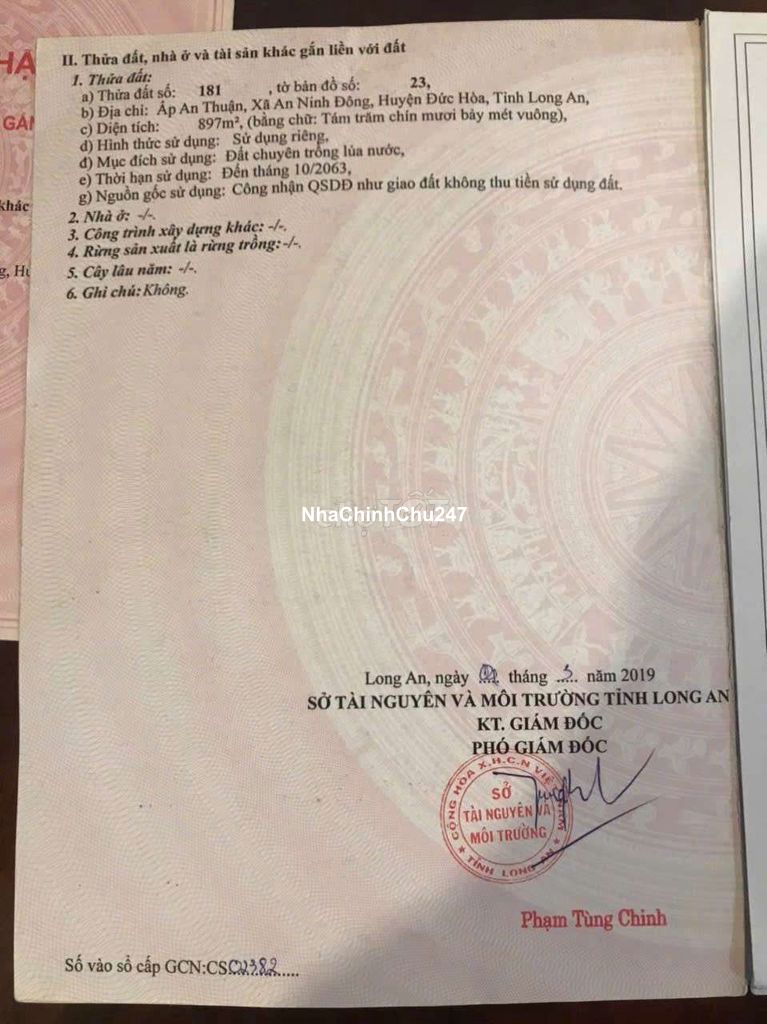 II. Thửa đất, nhà ở và tài sản khác gắn liền với đất
1. Thửa đất:
a) Thửa đất số: 181 , tờ bản đồ số: 23,
b) Địa chỉ: Ấp An Thuận, Xã An Ninh Đông, Huyện Đức Hòa, Tỉnh Long An,
c) Diện tích: 897m², (bằng chữ: Tám trăm chín mươi bảy mét vuông),
d) Hình thức sử dụng: Sử dụng riêng,
đ) Mục đích sử dụng: Đất chuyên trồng lúa nước,
e) Thời hạn sử dụng: Đến tháng 10/2063,
g) Nguồn gốc sử dụng: Công nhận QSDĐ như giao đất không thu tiền sử dụng đất.
2. Nhà ở: -/-.
3. Công trình xây dựng khác: -/-.
4. Rừng sản xuất là rừng trồng: -/-.
5. Cây lâu năm: -/-.
6. Ghi chú: Không.
khác
NhaChinhChu247
Long An, ngày tháng năm 2019
SỞ TÀI NGUYÊN VÀ MÔI TRƯỜNG TỈNH LONG AN
KT. GIÁM ĐỐC
PHÓ GIÁM ĐỐC
CỘNG HÒA X.H.C.N VIỆT NAM
SỞ
TÀI NGUYÊN VÀ
MÔI TRƯỜNG
★ TỈNH LONG AN ★
Phạm Tùng Chinh
Số vào sổ cấp GCN:CS